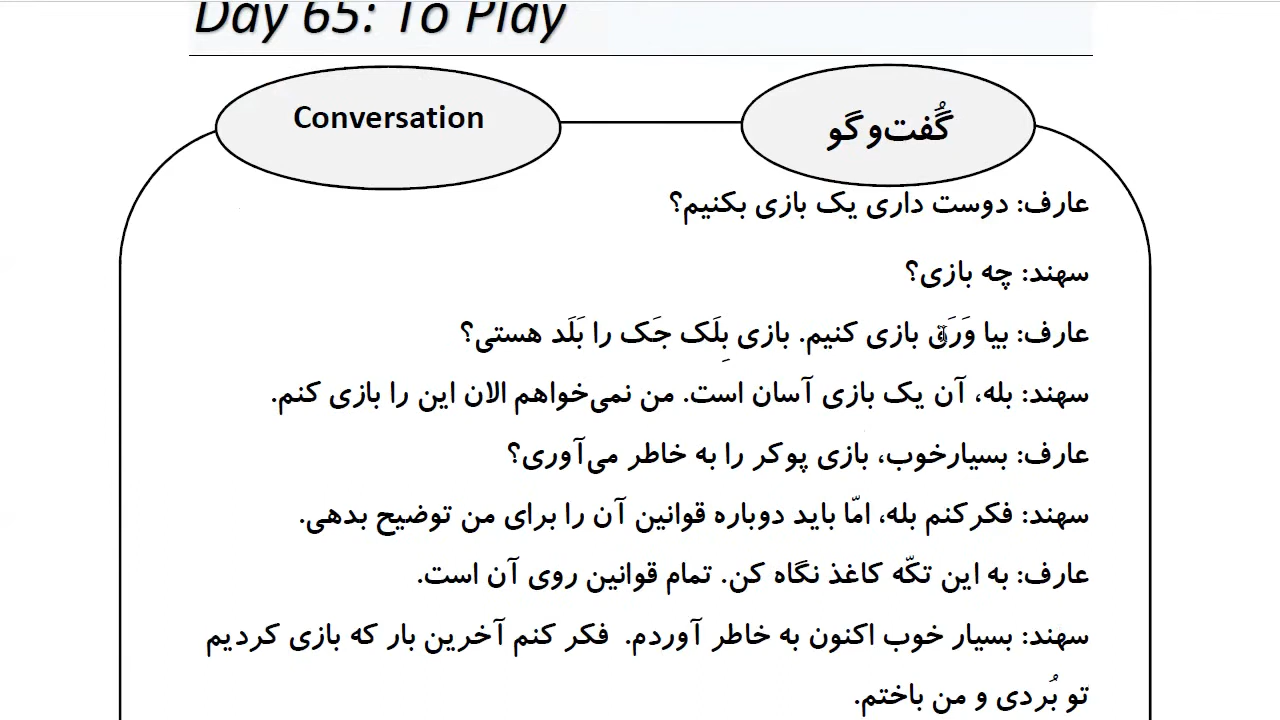 Day 65: To Play
Conversation
گُفت‌و‌گو
عارف: دوست داری یک بازی بکنیم؟
سهند: چه بازی؟
عارف: بیا وَرَق بازی کنیم. بازی بِلَک جَک را بَلَد هستی؟
سهند: بله، آن یک بازی آسان است. من نمی‌خواهم الان این را بازی کنم.
عارف: بسیارخوب، بازی پوکر را به خاطر می‌آوری؟
سهند: فکرکنم بله، امّا باید دوباره قوانین آن را برای من توضیح بدهی.
عارف: به این تکّه کاغذ نگاه کن. تمام قوانین روی آن است.
سهند: بسیار خوب اکنون به خاطر آوردم. فکر کنم آخرین بار که بازی کردیم
تو بُردی و من باختم.